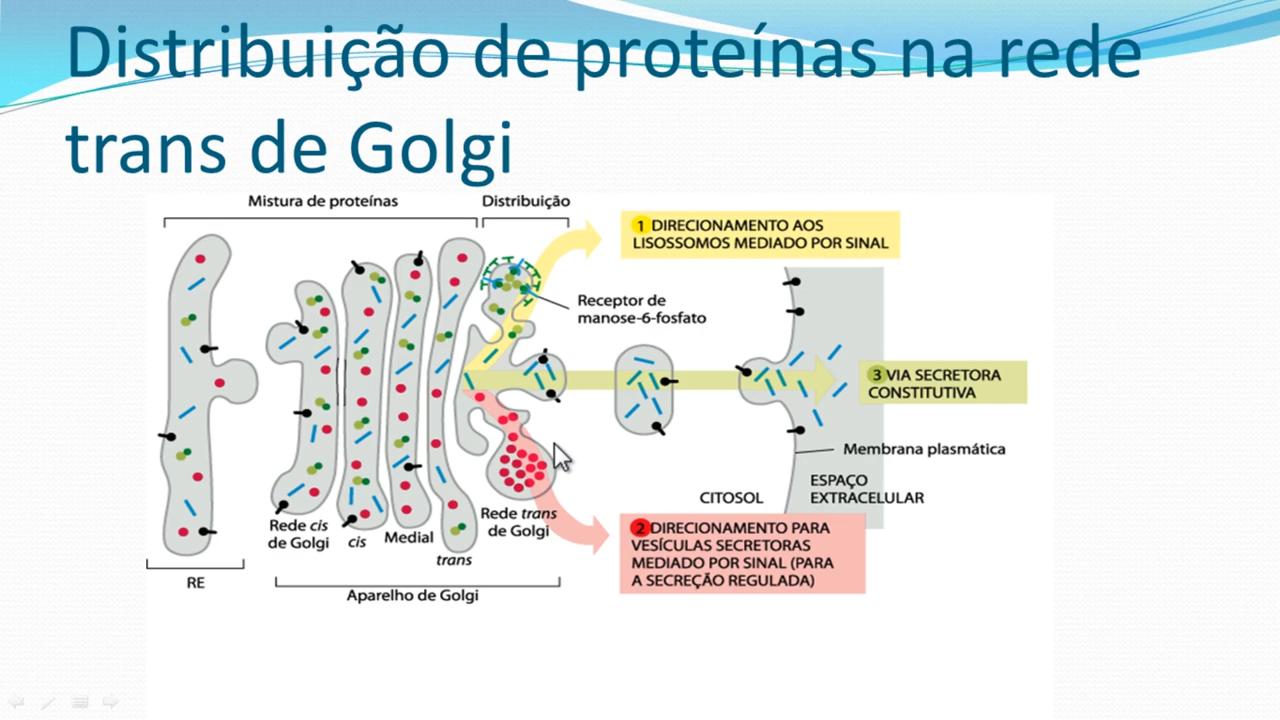 Distribuição de proteínas na rede
trans de Golgi
Mistura de proteínas
Distribuição
1 DIRECIONAMENTO AOS
LISOSSOMOS MEDIADO POR SINAL
Receptor de
manose-6-fosfato
3 VIA SECRETORA
CONSTITUTIVA
Membrana plasmática
ESPAÇO
EXTRACELULAR
CITOSOL
Rede cis
de Golgi
cis
Medial
trans
Rede trans
de Golgi
2 DIRECIONAMENTO PARA
VESÍCULAS SECRETORAS
MEDIADO POR SINAL (PARA
A SECREÇÃO REGULADA)
RE
Aparelho de Golgi